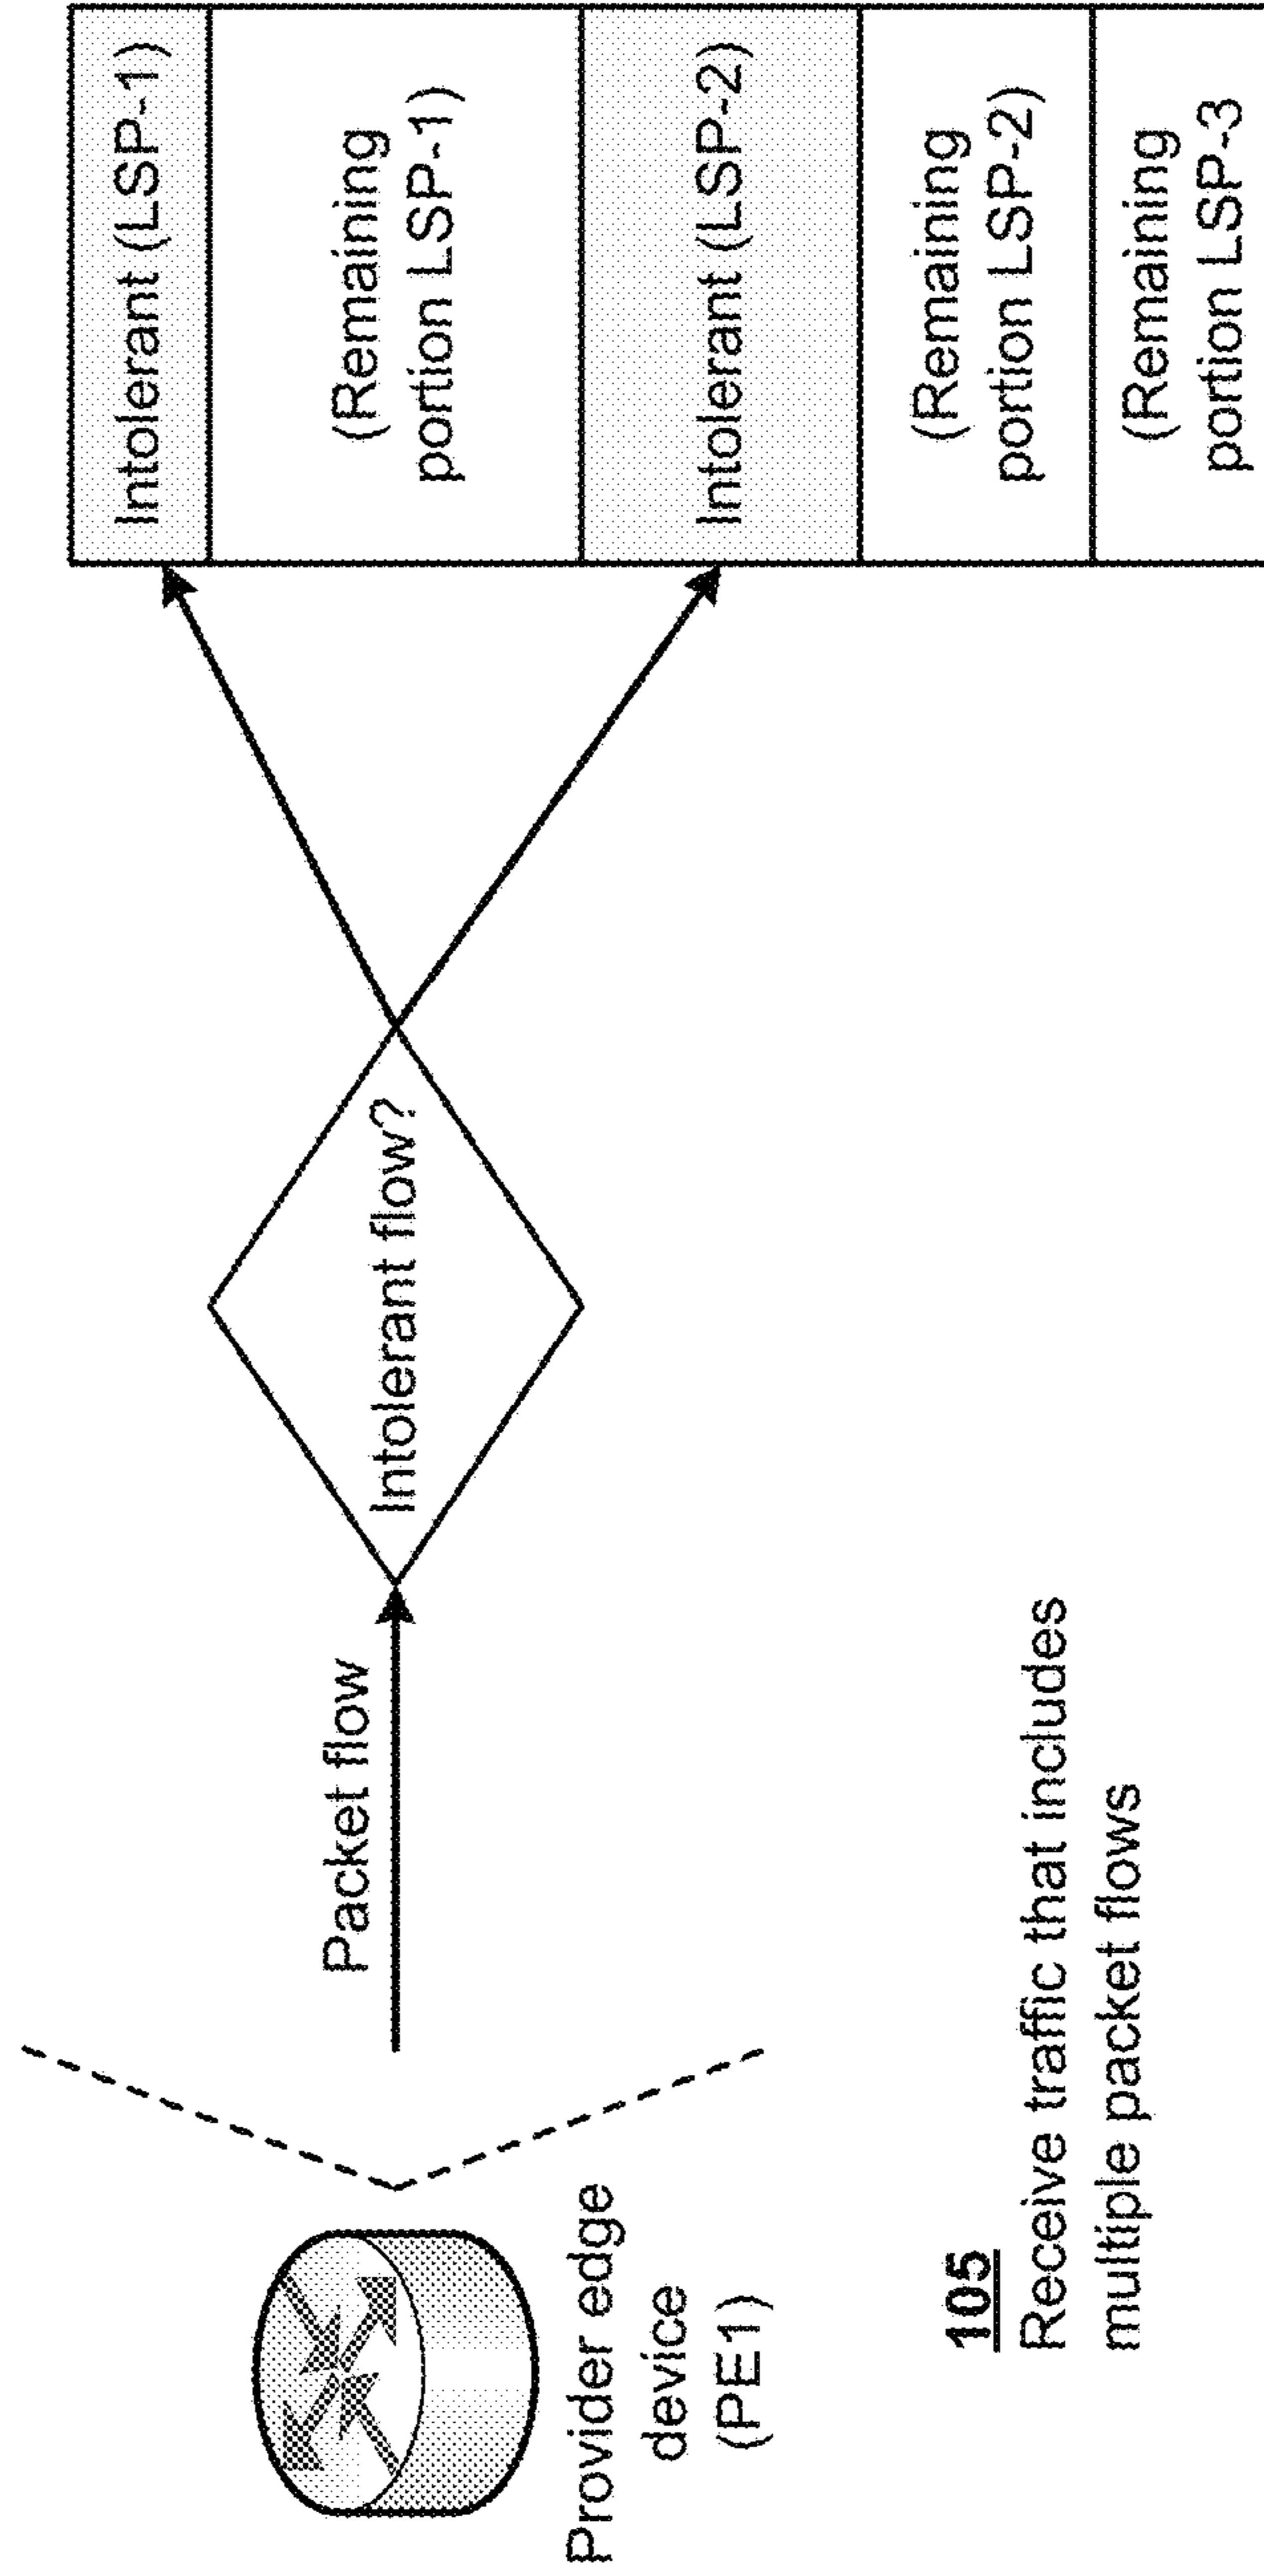 Provider edge
device
(PE1)
Packet flow
Intolerant flow?
Intolerant (LSP-1)
(Remaining
portion LSP-1)
Intolerant (LSP-2)
(Remaining
portion LSP-2)
(Remaining
portion LSP-3
105
Receive traffic that includes
multiple packet flows